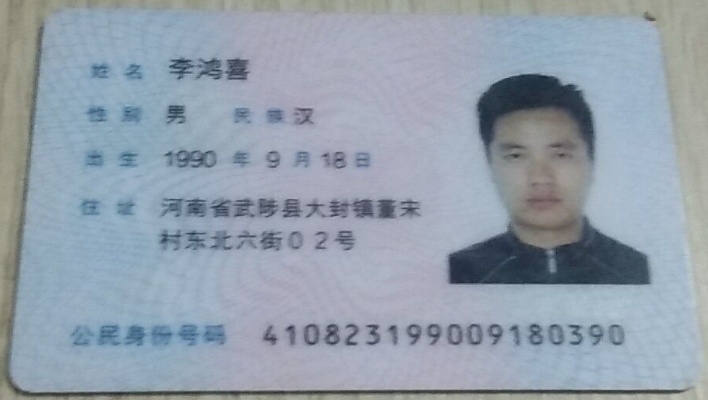 姓名 李鸿喜
性别 男 民族 汉
出生 1990 年 9 月 18 日
住址 河南省武陟县大封镇董宋
村东北六街02号
公民身份号码 410823199009180390